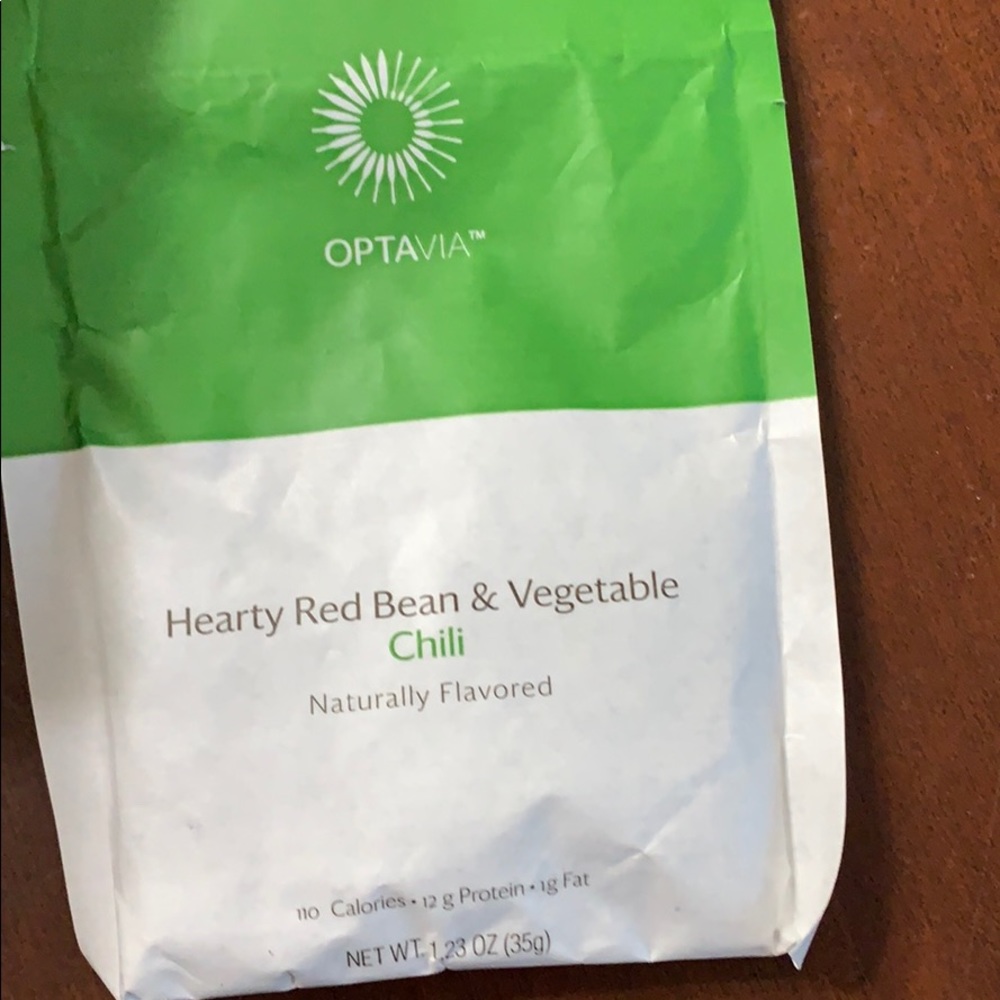 OPTAVIA™
Hearty Red Bean & Vegetable
Chili
Naturally Flavored
110 Calories • 12 g Protein • 1g Fat
NET WT. 1.23 OZ (35g)